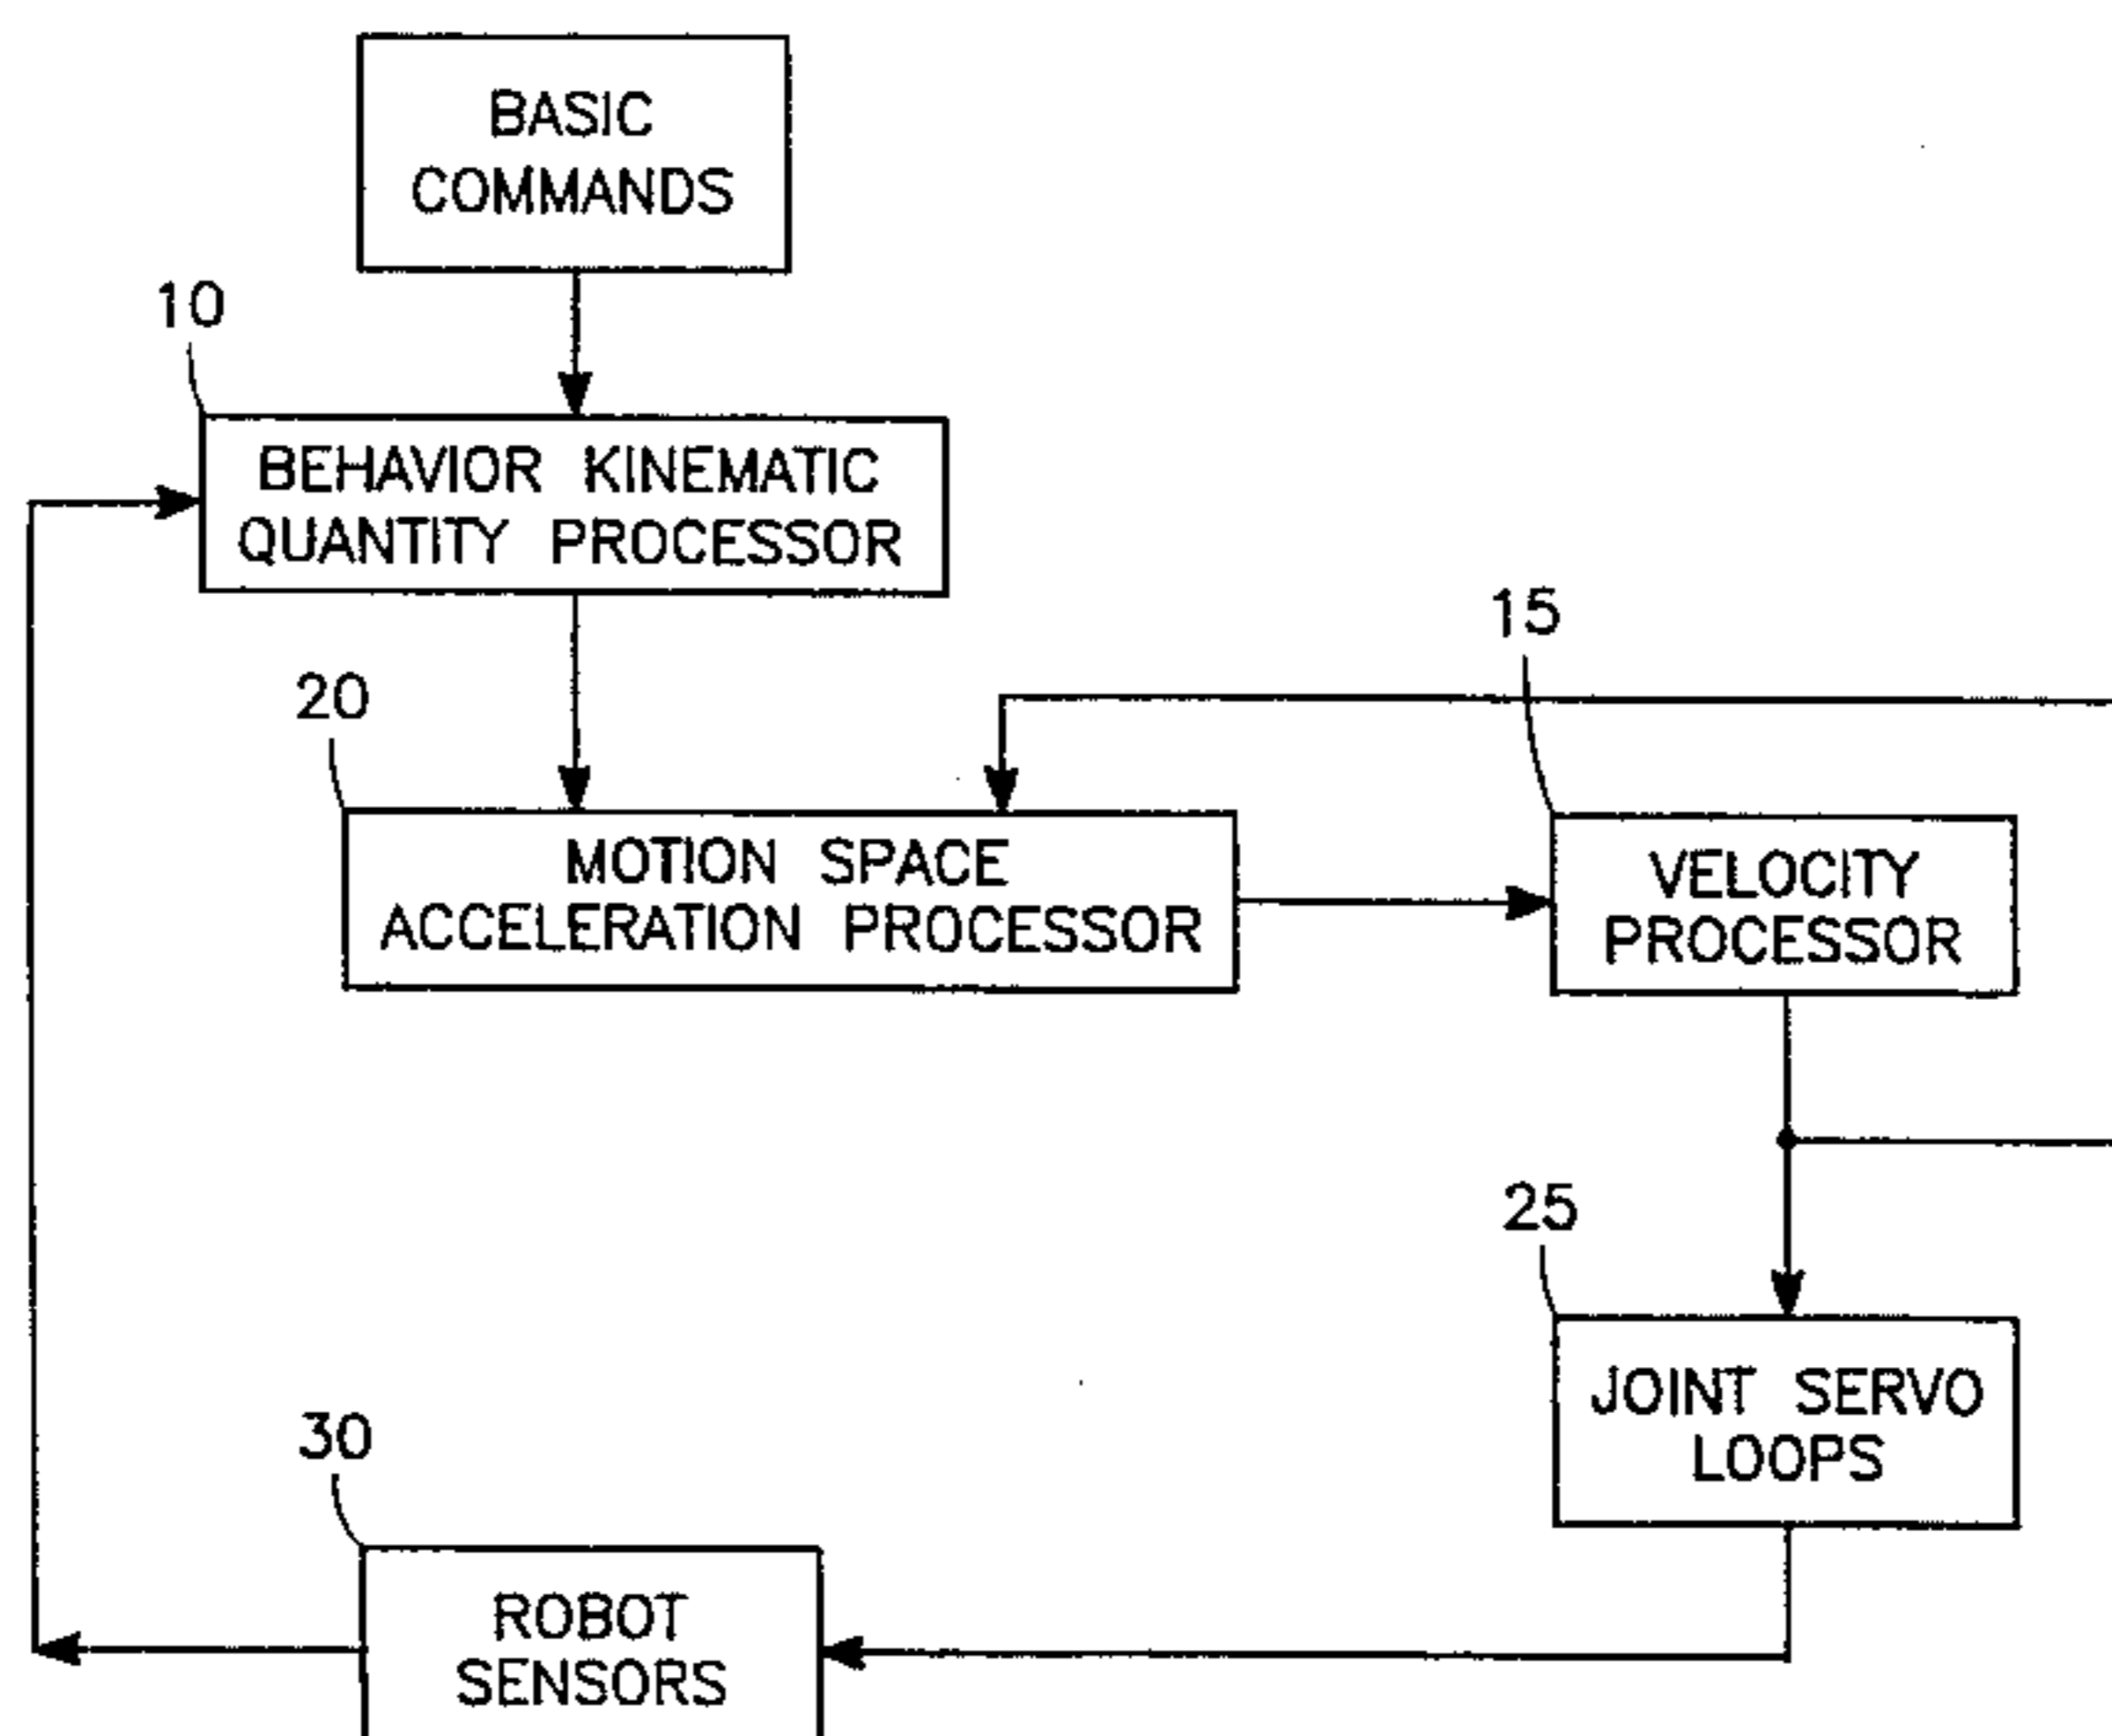 BASIC
COMMANDS
10
BEHAVIOR KINEMATIC
QUANTITY PROCESSOR
15
20
MOTION SPACE
ACCELERATION PROCESSOR
VELOCITY
PROCESSOR
25
JOINT SERVO
LOOPS
30
ROBOT
SENSORS